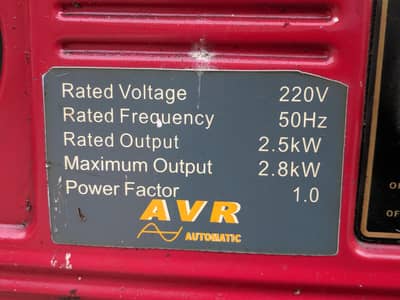 Rated Voltage 220V
Rated Frequency 50Hz
Rated Output 2.5kW
Maximum Output 2.8kW
Power Factor 1.0
AVR
AUTOMATIC